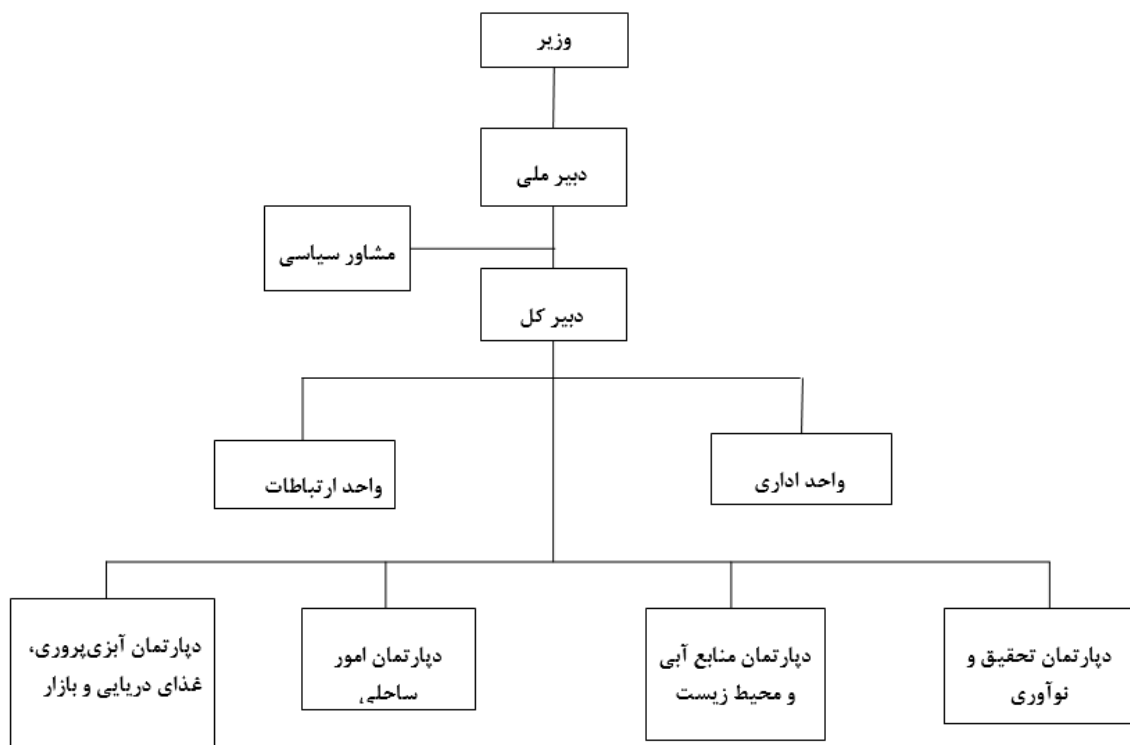 وزیر
دبیر ملی
مشاور سیاسی
دبیر کل
واحد اداری
واحد ارتباطات
دپارتمان تحقیق و
نوآوری
دپارتمان منابع آبی
و محیط زیست
دپارتمان امور
ساحلی
دپارتمان آبزی‌پروری،
غذای دریایی و بازار